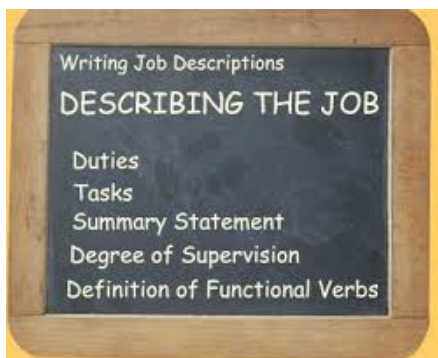 Writing Job Descriptions
DESCRIBING THE JOB
Duties
Tasks
Summary Statement
Degree of Supervision
Definition of Functional Verbs